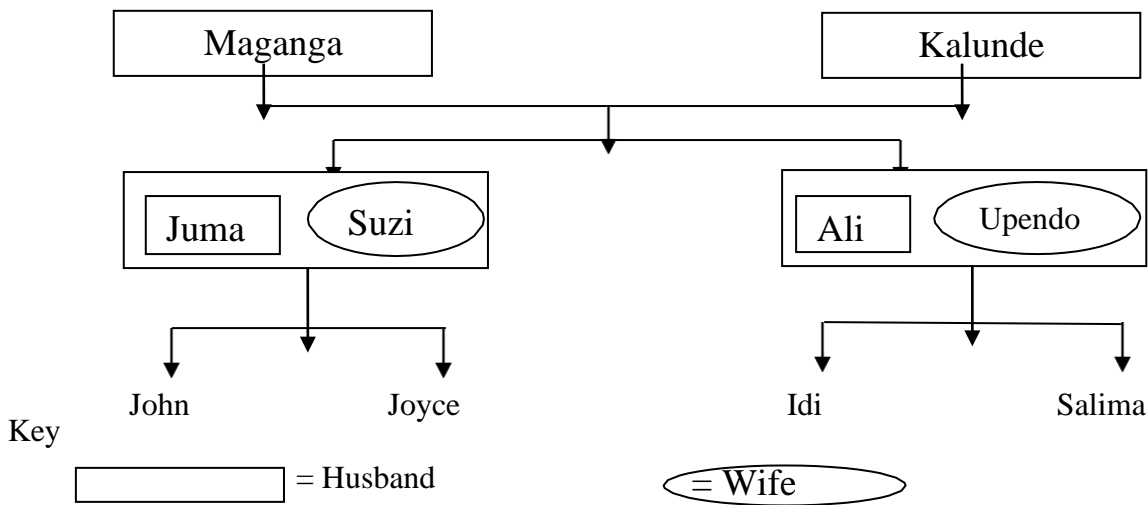 Maganga Kalunde
Juma Suzi Ali Upendo
John Joyce Idi Salima
Key
= Husband = Wife